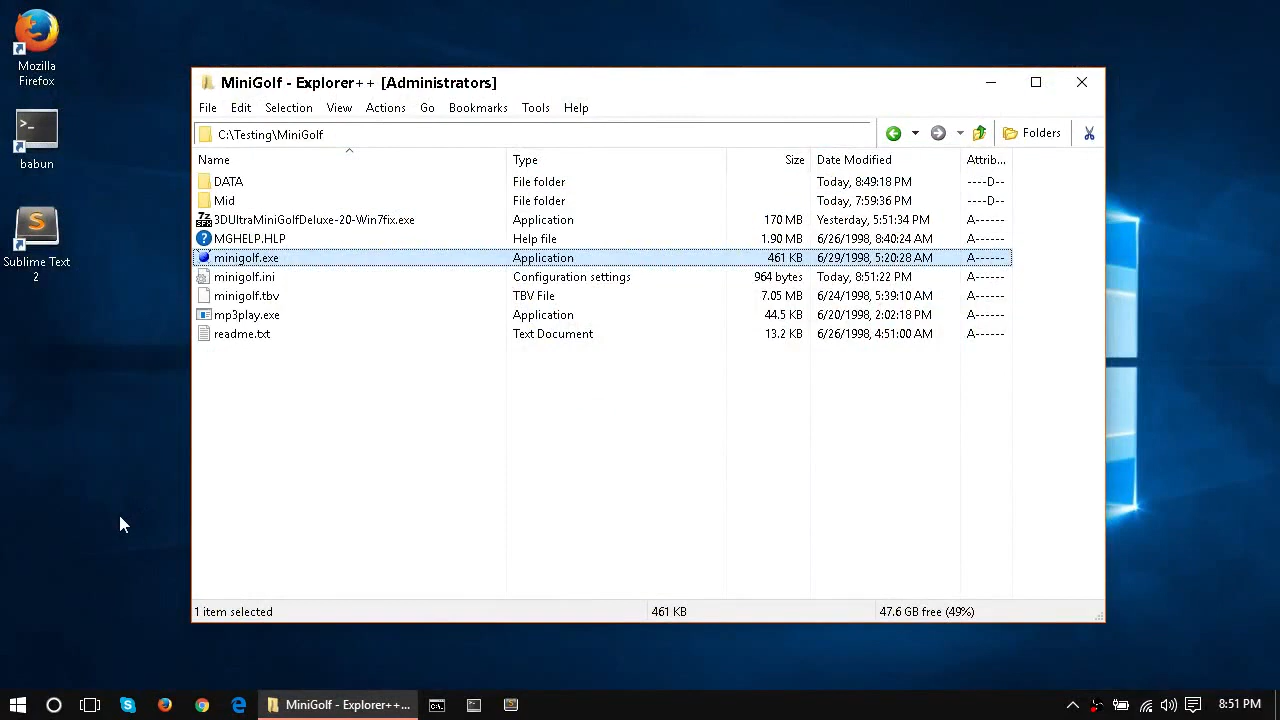 Mozilla
Firefox
babun
Sublime Text
2
MiniGolf - Explorer++ [Administrators]
File Edit Selection View Actions Go Bookmarks Tools Help
C:\Testing\MiniGolf Folders
Name Type Size Date Modified Attrib...
DATA File folder Today, 8:49:18 PM ----D--
Mid File folder Today, 7:59:36 PM ----D--
3DUltraMiniGolfDeluxe-20-Win7fix.exe Application 170 MB Yesterday, 5:51:34 PM A------
MGHELP.HLP Help file 1.90 MB 6/26/1998, 8:40:24 AM A------
minigolf.exe Application 461 KB 6/29/1998, 5:20:28 AM A------
minigolf.ini Configuration settings 964 bytes Today, 8:51:22 PM A------
minigolf.tbv TBV File 7.05 MB 6/24/1998, 5:39:10 AM A------
mp3play.exe Application 44.5 KB 6/20/1998, 2:02:18 PM A------
readme.txt Text Document 13.2 KB 6/26/1998, 4:51:00 AM A------
1 item selected 461 KB 47.6 GB free (49%)
MiniGolf - Explorer++... 8:51 PM